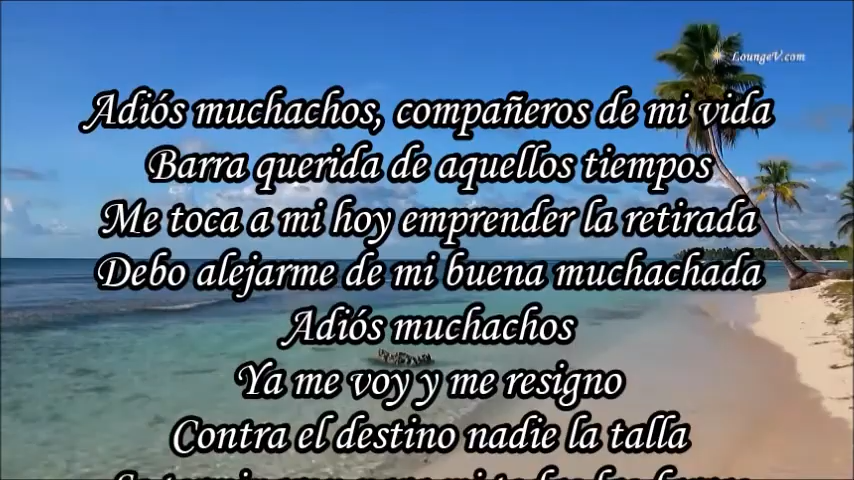 LoungeV.com
Adiós muchachos, compañeros de mi vida
Barra querida de aquellos tiempos
Me toca a mi hoy emprender la retirada
Debo alejarme de mi buena muchachada
Adiós muchachos
Ya me voy y me resigno
Contra el destino nadie la talla